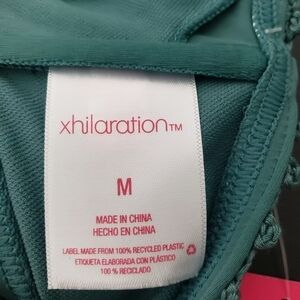 xhilaration™
M
MADE IN CHINA
HECHO EN CHINA
LABEL MADE FROM 100% RECYCLED PLASTIC
ETIQUETA ELABORADA CON PLÁSTICO
100 % RECICLADO